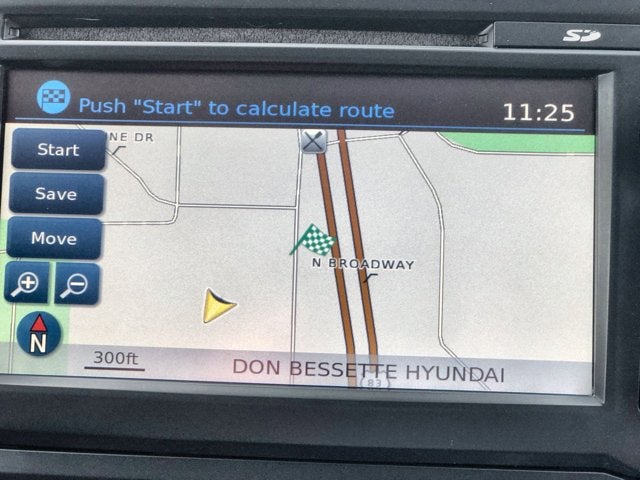 SD
Push "Start" to calculate route 11:25
Start
NE DR
Save
Move
N BROADWAY
N
300ft
DON BESSETTE HYUNDAI
83